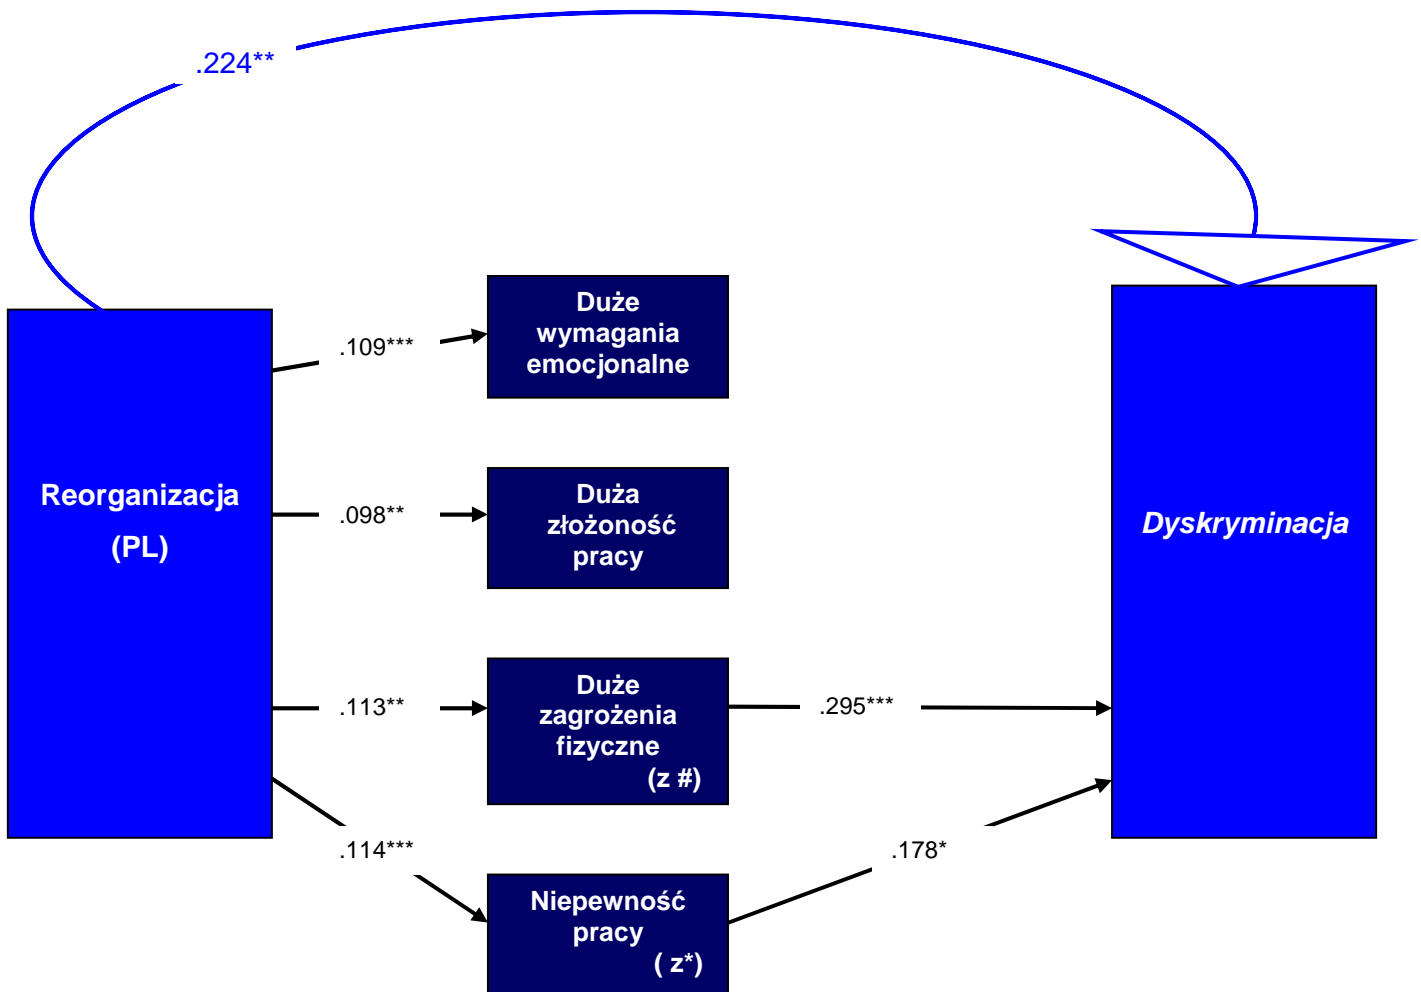 .224**
Duże
wymagania
emocjonalne
.109***
Reorganizacja
(PL)
Duża
złożoność
pracy
.098**
Dyskryminacja
Duże
zagrożenia
fizyczne
(z #)
.113**
.295***
.114***
.178*
Niepewność
pracy
( z*)